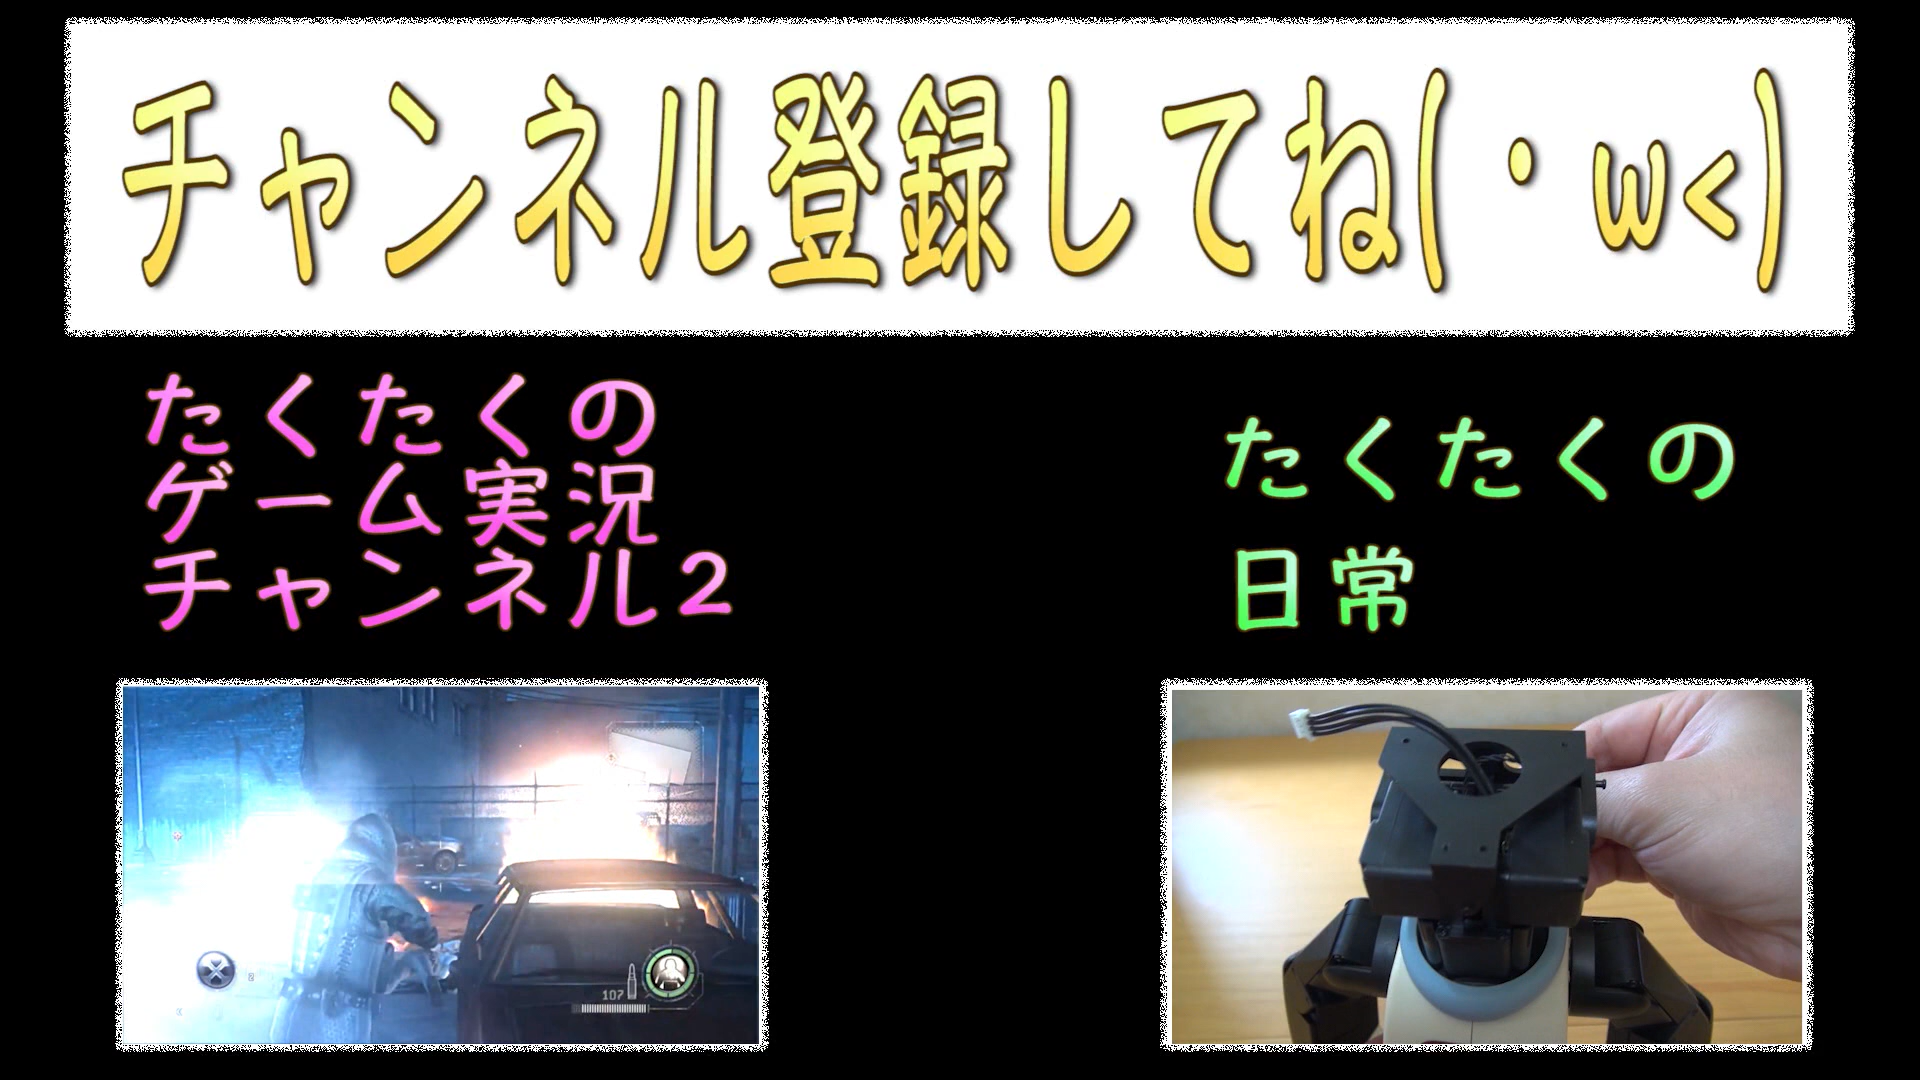 チャンネル登録してね(・ω<)
たくたくの
ゲーム実況
チャンネル2
たくたくの
日常
107